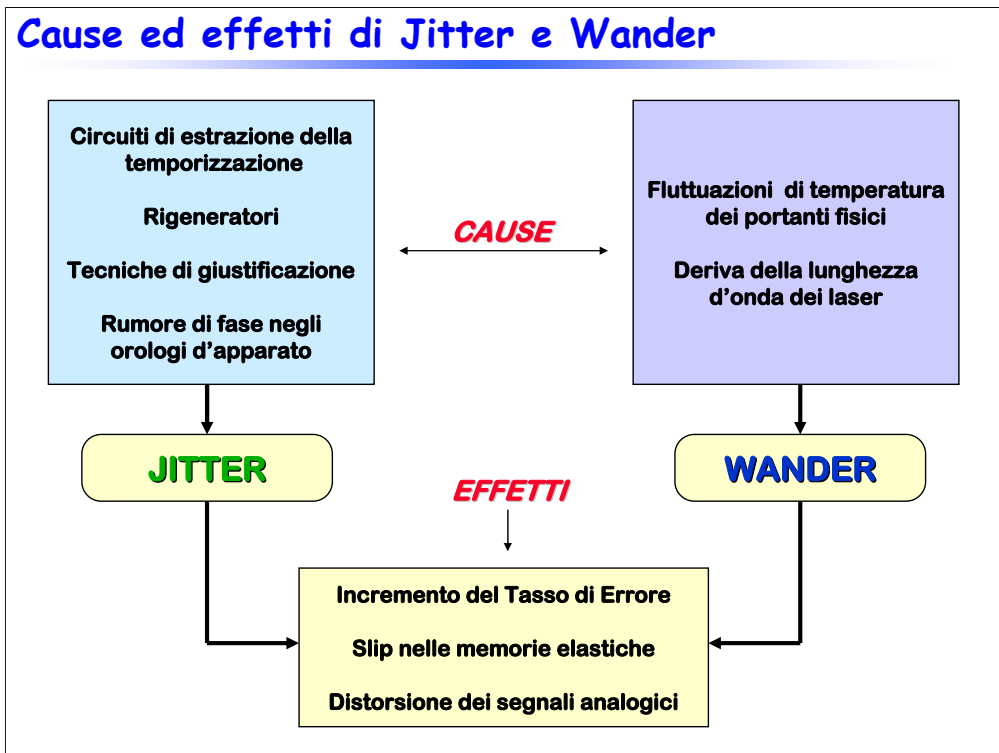 Cause ed effetti di Jitter e Wander
Circuiti di estrazione della
temporizzazione
Rigeneratori
Tecniche di giustificazione
Rumore di fase negli
orologi d'apparato
CAUSE
Fluttuazioni di temperatura
dei portanti fisici
Deriva della lunghezza
d'onda dei laser
JITTER
WANDER
EFFETTI
Incremento del Tasso di Errore
Slip nelle memorie elastiche
Distorsione dei segnali analogici